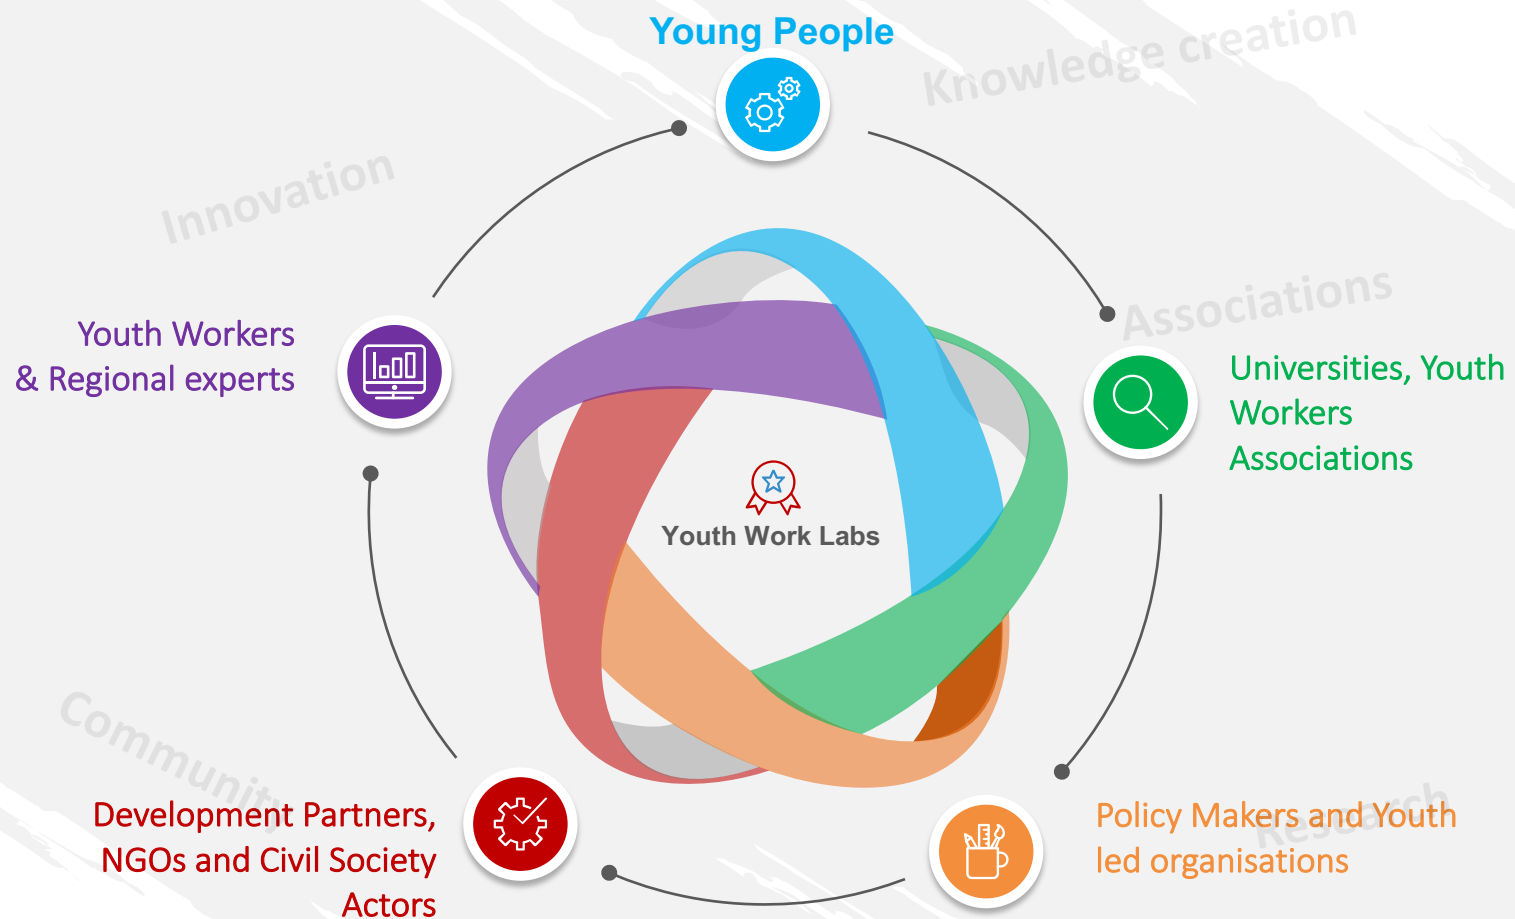 Young People
Knowledge creation
Innovation
Associations
Youth Workers
& Regional experts
Universities, Youth
Workers
Associations
Youth Work Labs
Community
Development Partners,
NGOs and Civil Society
Actors
Policy Makers and Youth
led organisations
Research